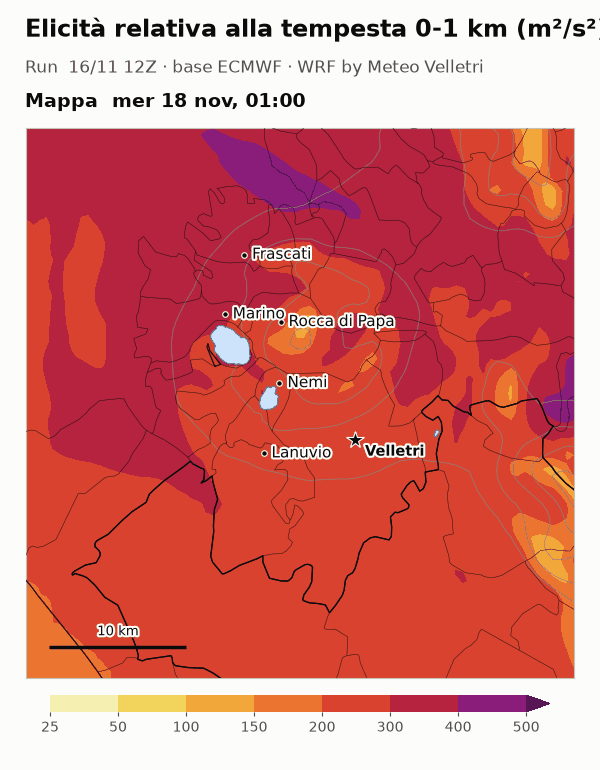 Elicità relativa alla tempesta 0-1 km (m²/s²)
Run 16/11 12Z · base ECMWF · WRF by Meteo Velletri
Mappa mer 18 nov, 01:00
Frascati
Marino
Rocca di Papa
Nemi
Velletri
Lanuvio
10 km
25 50 100 150 200 300 400 500